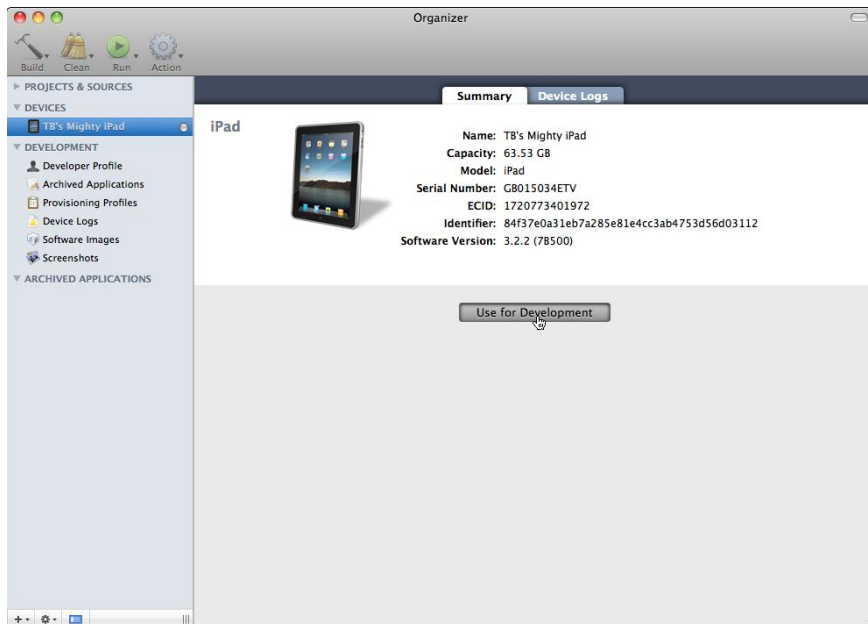 Organizer
Build Clean Run Action
PROJECTS & SOURCES
DEVICES
TB's Mighty iPad
DEVELOPMENT
Developer Profile
Archived Applications
Provisioning Profiles
Device Logs
Software Images
Screenshots
ARCHIVED APPLICATIONS
Summary Device Logs
iPad
Name: TB's Mighty iPad
Capacity: 63.53 GB
Model: iPad
Serial Number: GB015034ETV
ECID: 1720773401972
Identifier: 84f37e0a31eb7a285e81e4cc3ab4753d56d03112
Software Version: 3.2.2 (7B500)
Use for Development